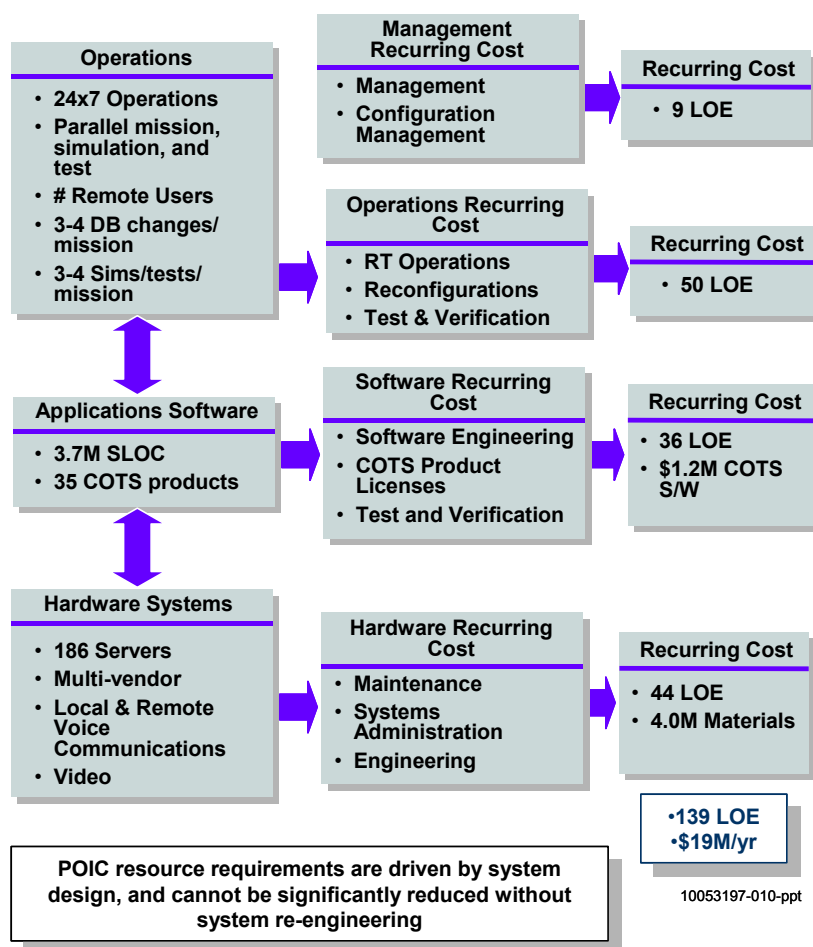 Operations
• 24x7 Operations
• Parallel mission,
simulation, and
test
• # Remote Users
• 3-4 DB changes/
mission
• 3-4 Sims/tests/
mission
Management
Recurring Cost
• Management
• Configuration
Management
Recurring Cost
• 9 LOE
Operations Recurring
Cost
• RT Operations
• Reconfigurations
• Test & Verification
Recurring Cost
• 50 LOE
Applications Software
• 3.7M SLOC
• 35 COTS products
Software Recurring
Cost
• Software Engineering
• COTS Product
Licenses
• Test and Verification
Recurring Cost
• 36 LOE
• $1.2M COTS
S/W
Hardware Systems
• 186 Servers
• Multi-vendor
• Local & Remote
Voice
Communications
• Video
Hardware Recurring
Cost
• Maintenance
• Systems
Administration
• Engineering
Recurring Cost
• 44 LOE
• 4.0M Materials
•139 LOE
•$19M/yr
POIC resource requirements are driven by system
design, and cannot be significantly reduced without
system re-engineering
10053197-010-ppt